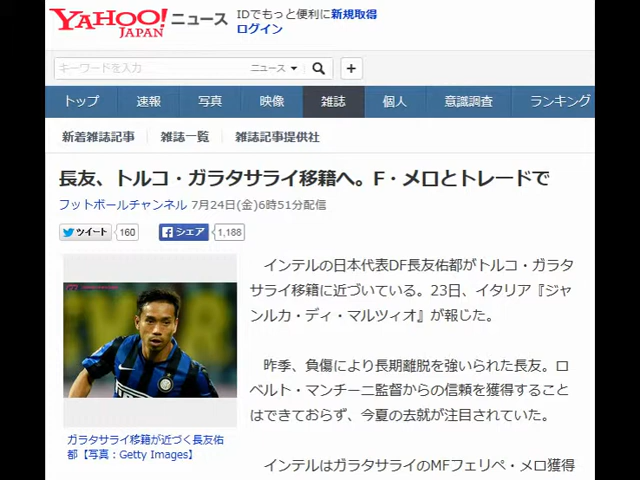 YAHOO! JAPAN ニュース
IDでもっと便利に新規取得
ログイン
キーワードを入力
ニュース
トップ 速報 写真 映像 雑誌 個人 意識調査 ランキング
新着雑誌記事 雑誌一覧 雑誌記事提供社
長友、トルコ・ガラタサライ移籍へ。F・メロとトレードで
フットボールチャンネル 7月24日(金)6時51分配信
ツイート 160 シェア 1,188
インテルの日本代表DF長友佑都がトルコ・ガラタ
サライ移籍に近づいている。23日、イタリア『ジャ
ンルカ・ディ・マルツィオ』が報じた。
昨季、負傷により長期離脱を強いられた長友。ロ
ベルト・マンチーニ監督からの信頼を獲得すること
はできておらず、今夏の去就が注目されていた。
ガラタサライ移籍が近づく長友佑
都【写真：Getty Images】
インテルはガラタサライのMFフェリペ・メロ獲得